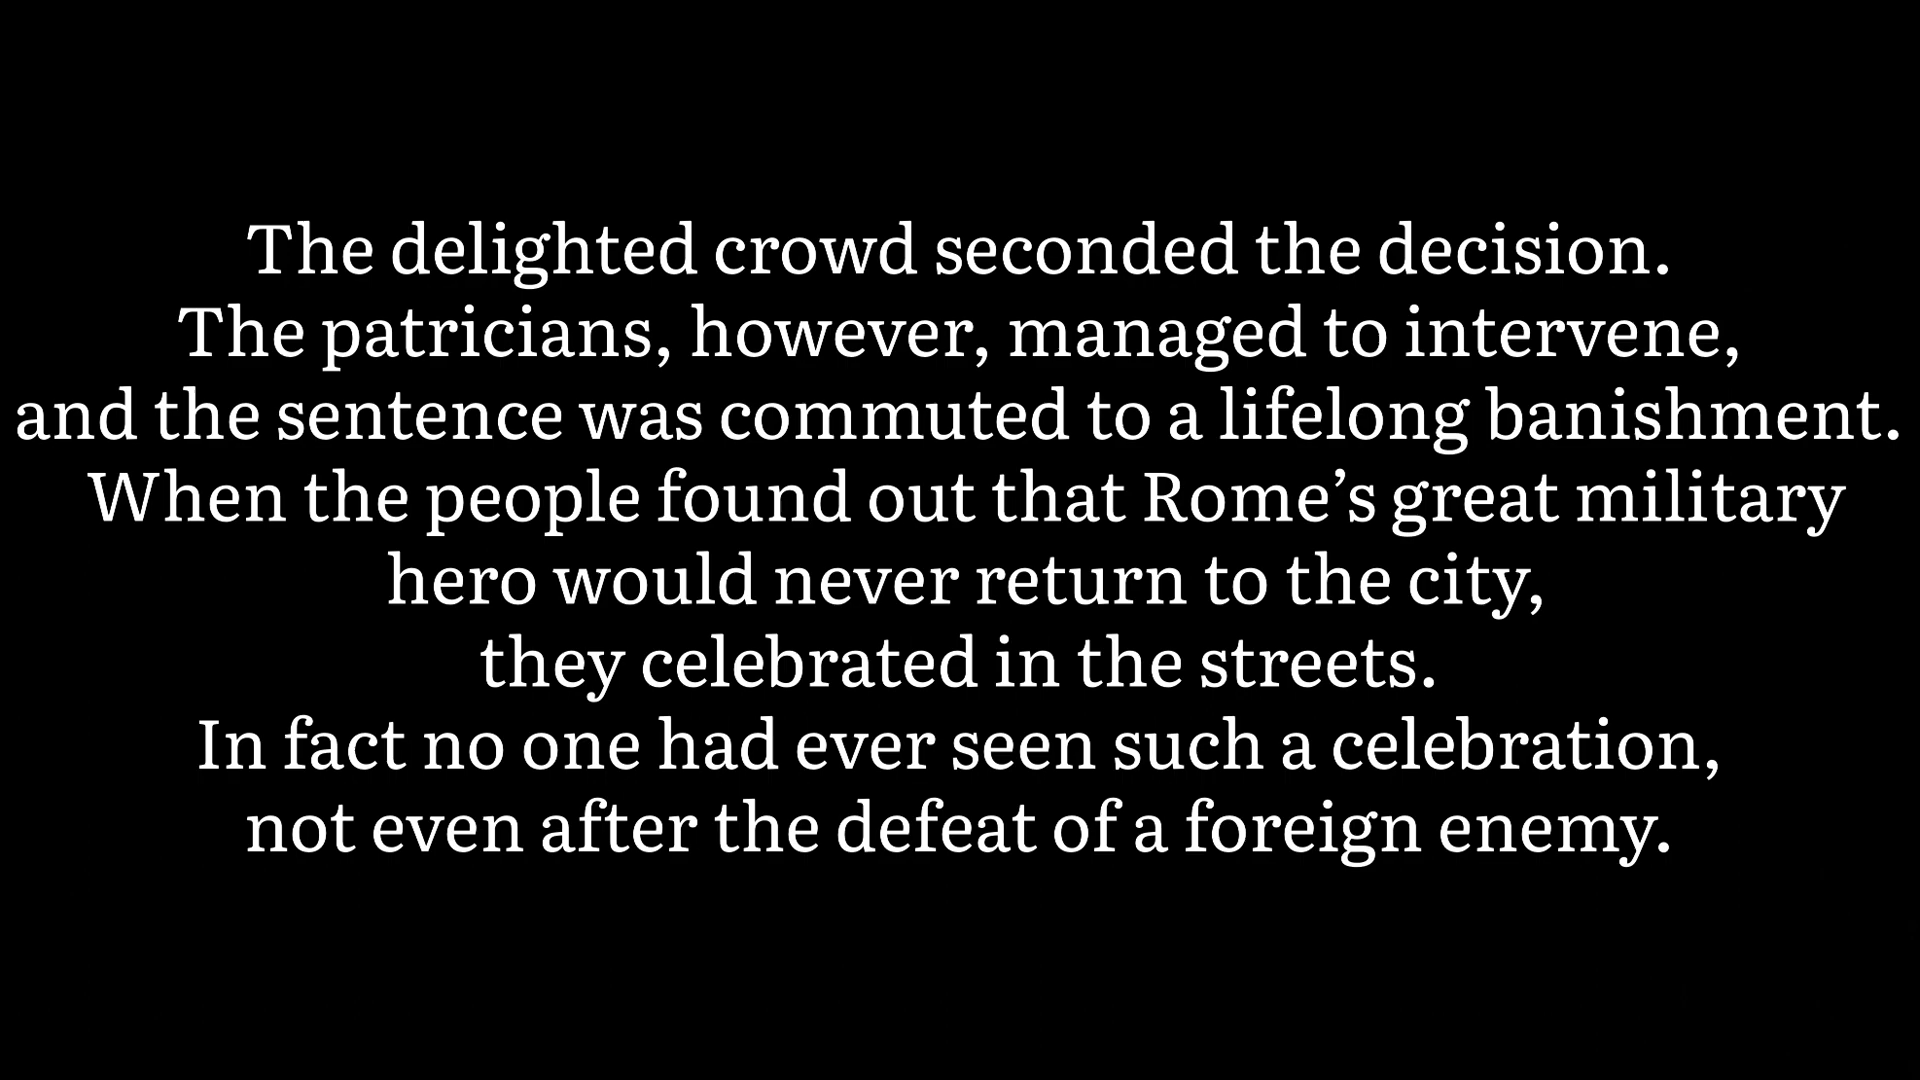 The delighted crowd seconded the decision.
The patricians, however, managed to intervene,
and the sentence was commuted to a lifelong banishment.
When the people found out that Rome’s great military
hero would never return to the city,
they celebrated in the streets.
In fact no one had ever seen such a celebration,
not even after the defeat of a foreign enemy.